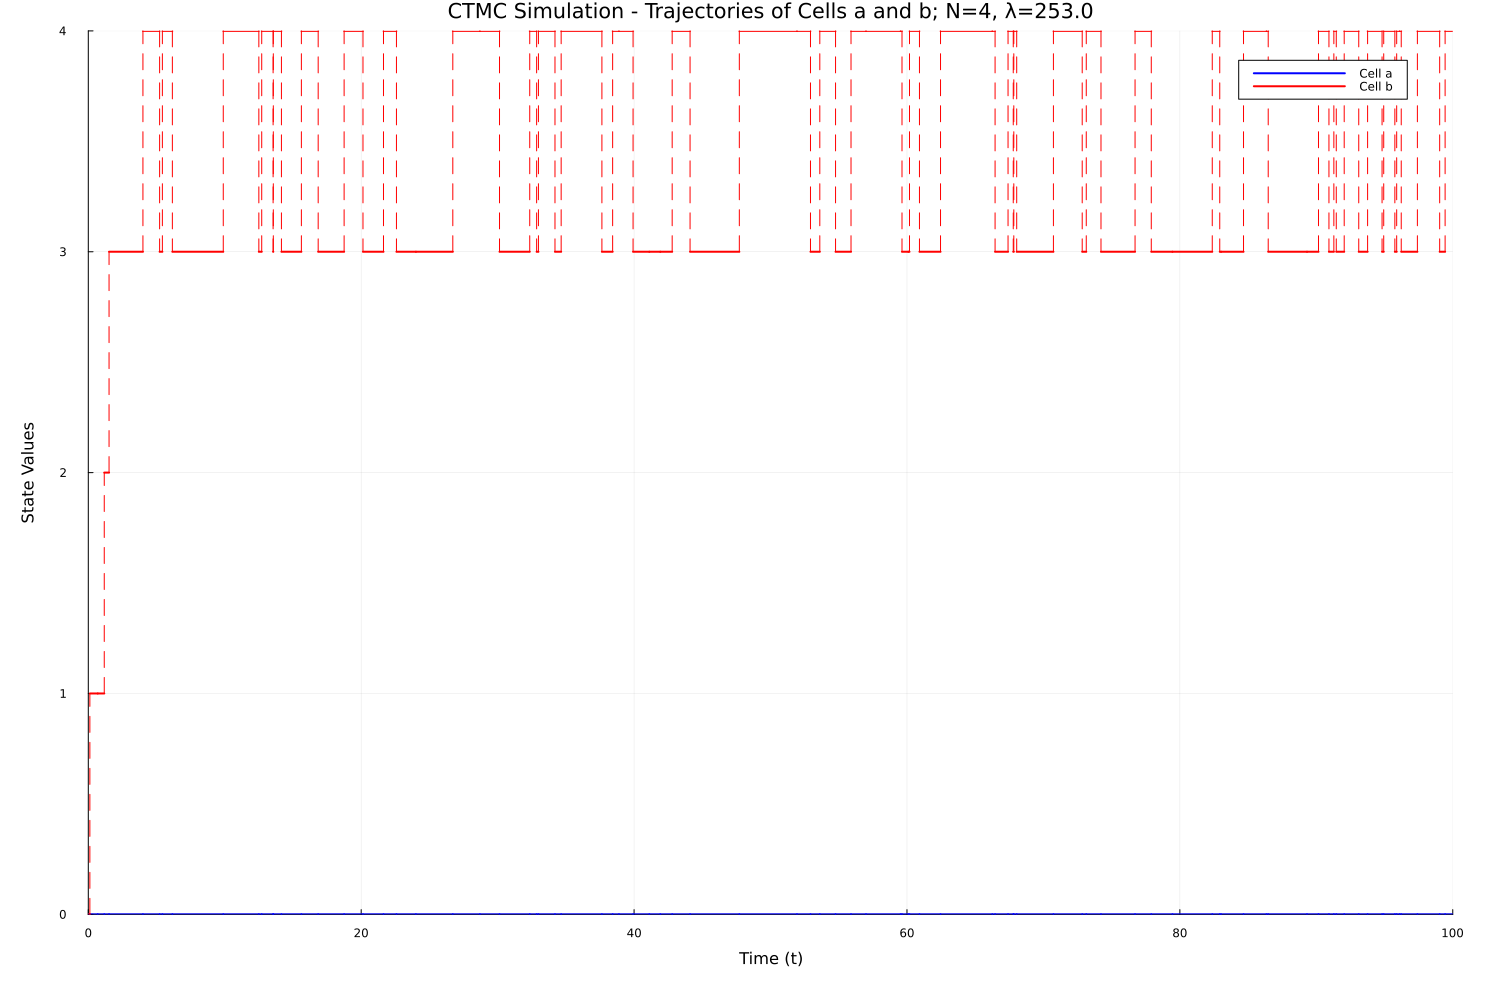 CTMC Simulation - Trajectories of Cells a and b; N=4, λ=253.0
4
Cell a
Cell b
3
State Values
2
1
0
0 20 40 60 80 100
Time (t)